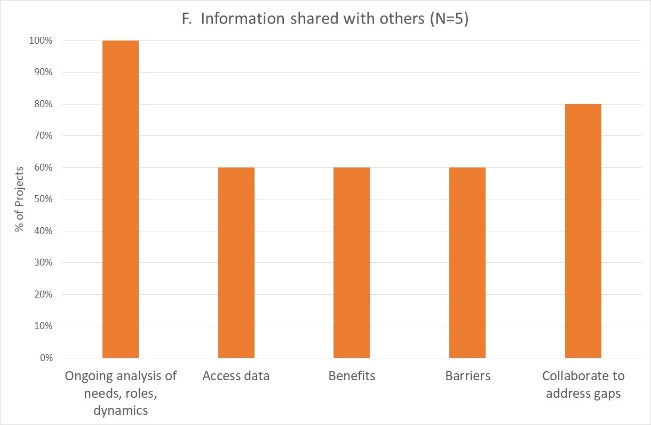 F. Information shared with others (N=5)
100%
90%
80%
70%
60%
50%
40%
30%
20%
10%
0%
% of Projects
Ongoing analysis of
needs, roles,
dynamics
Access data
Benefits
Barriers
Collaborate to
address gaps